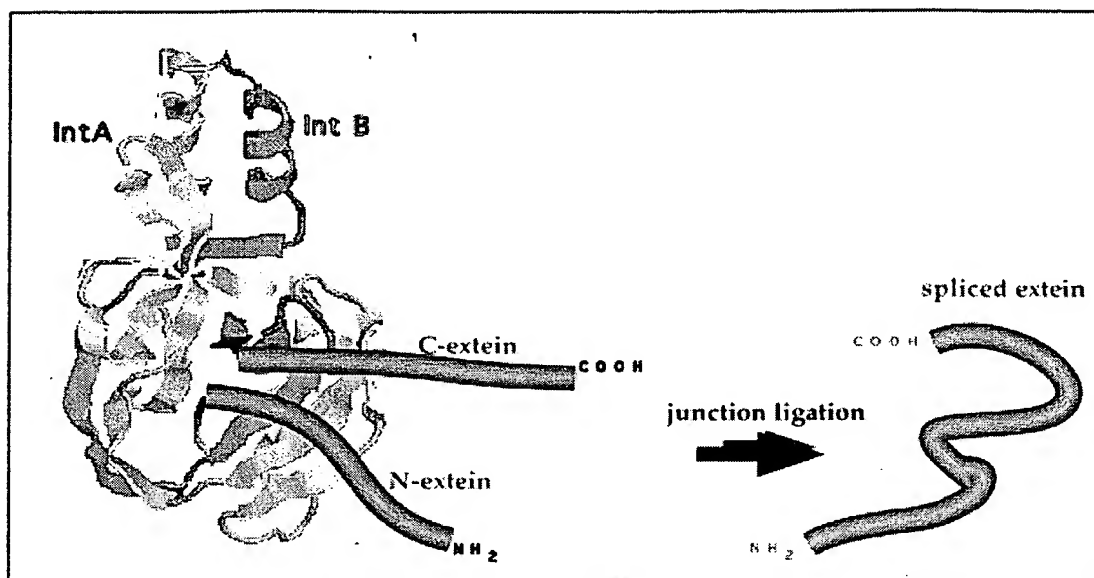 IntA
Int B
spliced extein
COOH
C-extein
COOH
junction ligation
N-extein
NH2
NH2